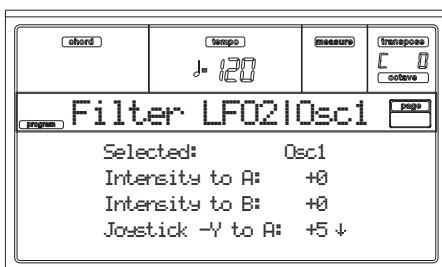 chord tempo measure transpose
♩= 120 C 0
octave
program Filter LFO2|Osc1 page
Selected: Osc1
Intensity to A: +0
Intensity to B: +0
Joystick -Y to A: +5 ↓